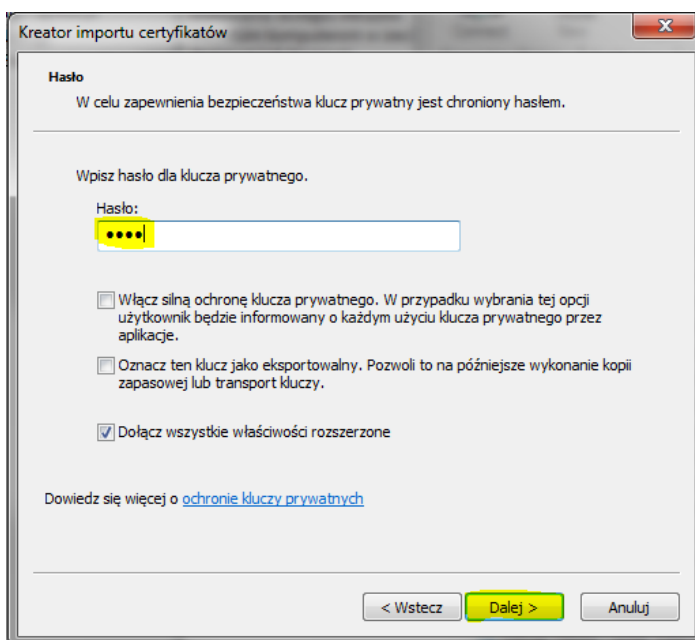 Kreator importu certyfikatów
Hasło
W celu zapewnienia bezpieczeństwa klucz prywatny jest chroniony hasłem.
Wpisz hasło dla klucza prywatnego.
Hasło:
••••
Włącz silną ochronę klucza prywatnego. W przypadku wybrania tej opcji
użytkownik będzie informowany o każdym użyciu klucza prywatnego przez
aplikacje.
Oznacz ten klucz jako eksportowalny. Pozwoli to na późniejsze wykonanie kopii
zapasowej lub transport kluczy.
Dołącz wszystkie właściwości rozszerzone
Dowiedz się więcej o ochronie kluczy prywatnych
< Wstecz Dalej > Anuluj